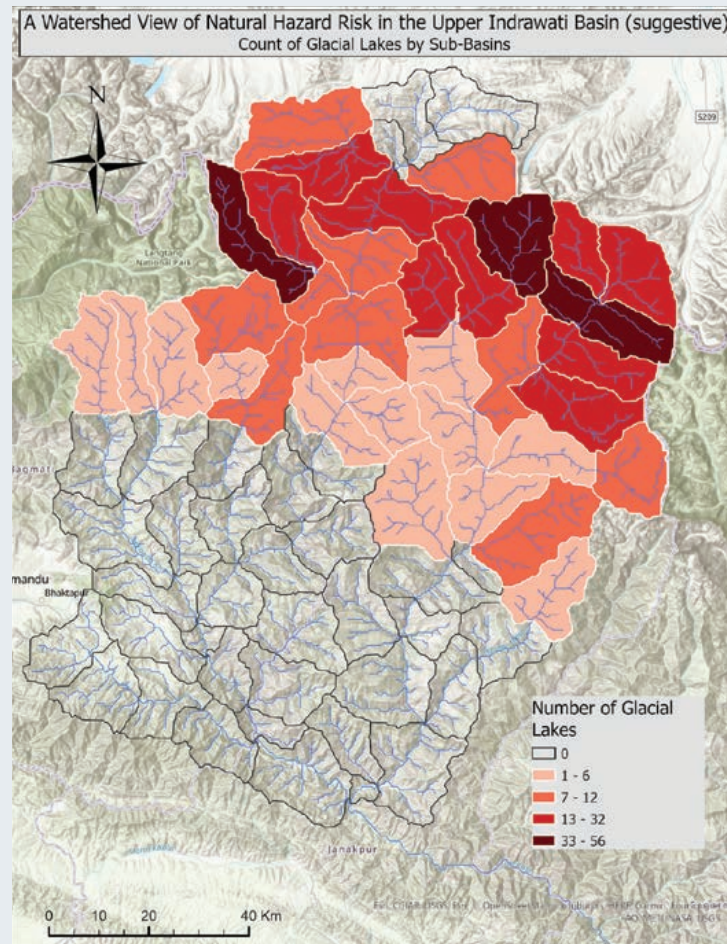 A Watershed View of Natural Hazard Risk in the Upper Indrawati Basin (suggestive)
Count of Glacial Lakes by Sub-Basins
N
S209
Langtang
National Park
mandu
Bhaktapur
Number of Glacial
Lakes
0
1 - 6
7 - 12
13 - 32
33 - 56
Janakpur
0 10 20 40 Km